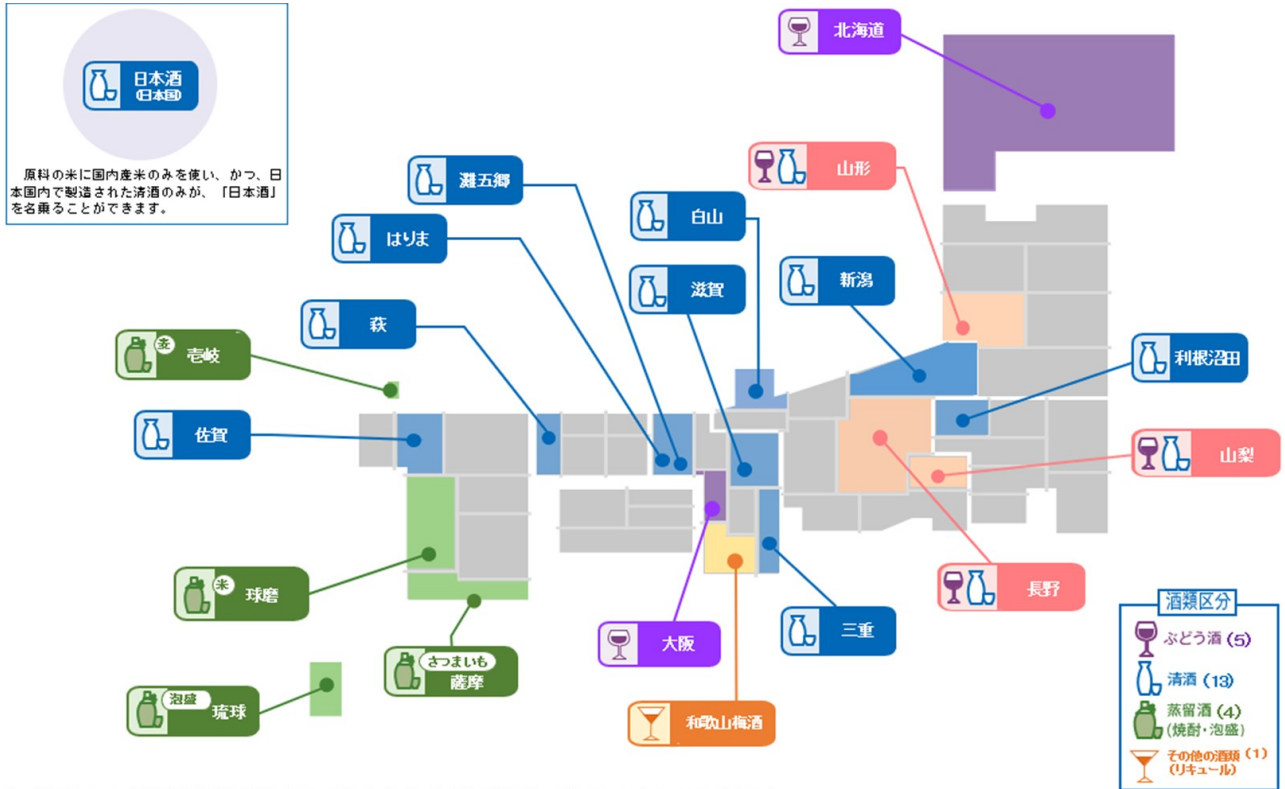 日本酒
(日本国)
原料の米に国内産米のみを使い、かつ、日
本国内で製造された清酒のみが、「日本酒」
を名乗ることができます。
北海道
山形
灘五郷
白山
はりま
滋賀
新潟
萩
麦
壱岐
利根沼田
佐賀
山梨
米
球磨
長野
大阪
三重
さつまいも
薩摩
泡盛
琉球
和歌山梅酒
酒類区分
ぶどう酒 (5)
清酒 (13)
蒸留酒 (4)
(焼酎・泡盛)
その他の酒類 (1)
(リキュール)